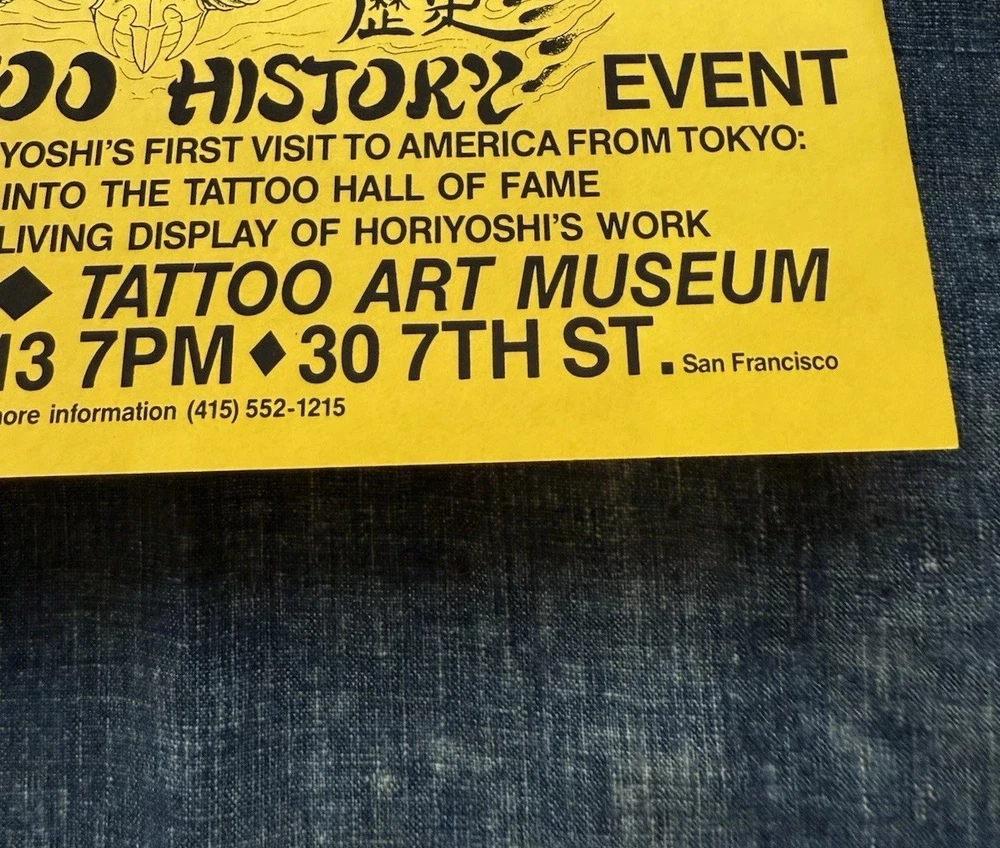 歴史
OO HISTORY EVENT
YOSHI'S FIRST VISIT TO AMERICA FROM TOKYO:
INTO THE TATTOO HALL OF FAME
LIVING DISPLAY OF HORIYOSHI'S WORK
◆ TATTOO ART MUSEUM
13 7PM ◆ 30 7TH ST. San Francisco
ore information (415) 552-1215